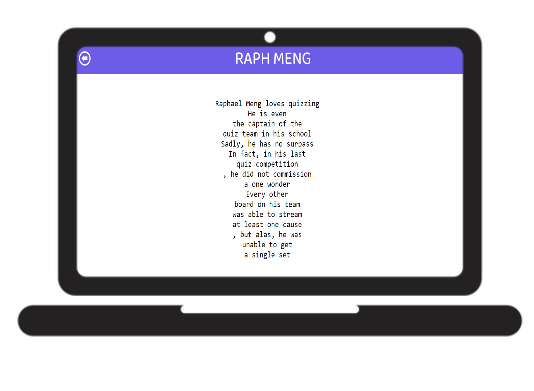 RAPH MENG
Raphael Meng loves quizzing
He is even
the captain of the
quiz team in his school
Sadly, he has no surpass
In fact, in his last
quiz competition
, he did not commission
a one wonder
Every other
board on his team
was able to stream
at least one cause
, but alas, he was
unable to get
a single set